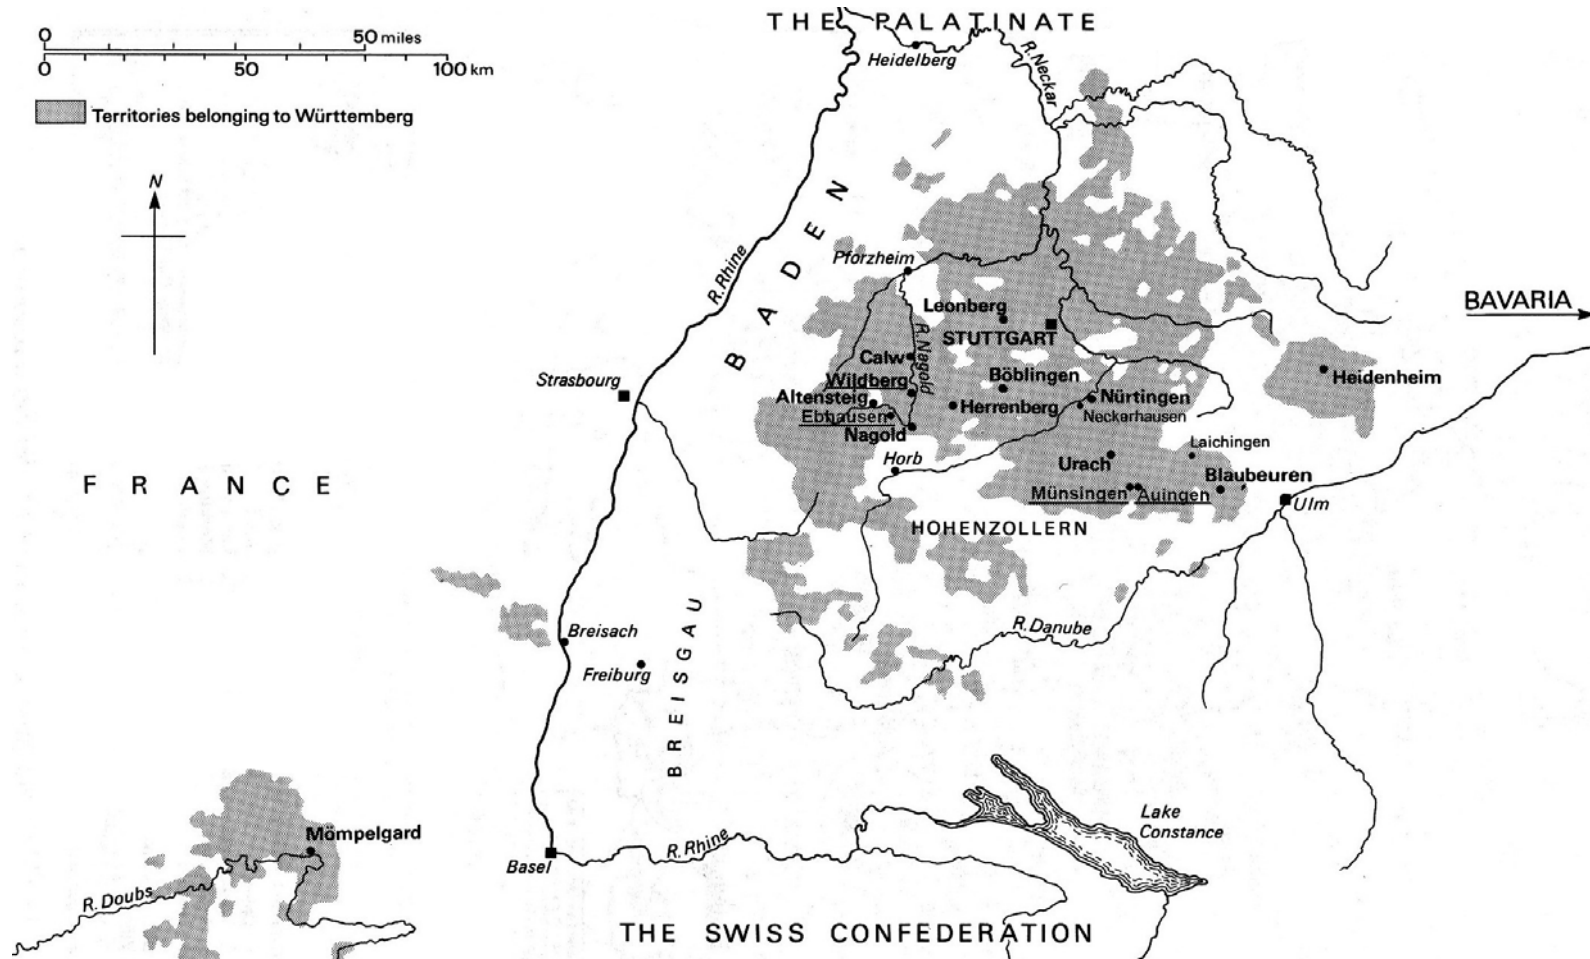 THE PALATINATE
0 50 miles
0 50 100 km
Territories belonging to Württemberg
N
Heidelberg
R. Neckar
BADEN
R. Rhine
Pforzheim
Leonberg
STUTTGART
R. Nagold
Calw
Wildberg
Altensteig
Ebhausen
Nagold
Böblingen
Herrenberg
Nürtingen
Neckarhausen
Heidenheim
BAVARIA
Strasbourg
FRANCE
Horb
Urach
Laichingen
Blaubeuren
Münsingen
Auingen
Ulm
HOHENZOLLERN
R. Danube
Breisach
Freiburg
BREISGAU
Mömpelgard
R. Doubs
Basel
R. Rhine
Lake
Constance
THE SWISS CONFEDERATION